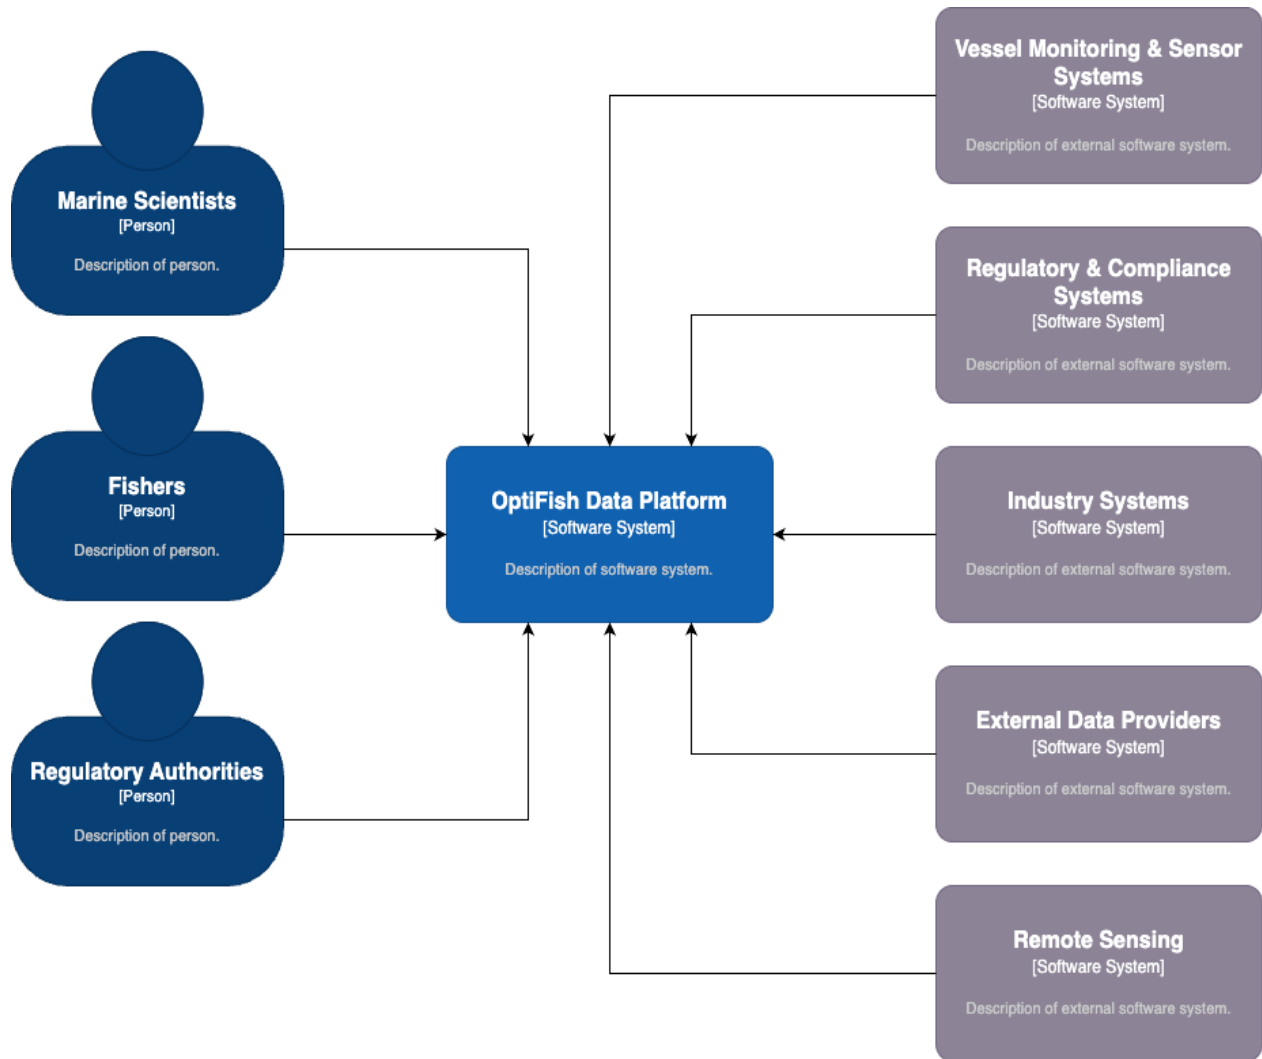 Marine Scientists
[Person]
Description of person.
Fishers
[Person]
Description of person.
Regulatory Authorities
[Person]
Description of person.
OptiFish Data Platform
[Software System]
Description of software system.
Vessel Monitoring & Sensor
Systems
[Software System]
Description of external software system.
Regulatory & Compliance
Systems
[Software System]
Description of external software system.
Industry Systems
[Software System]
Description of external software system.
External Data Providers
[Software System]
Description of external software system.
Remote Sensing
[Software System]
Description of external software system.